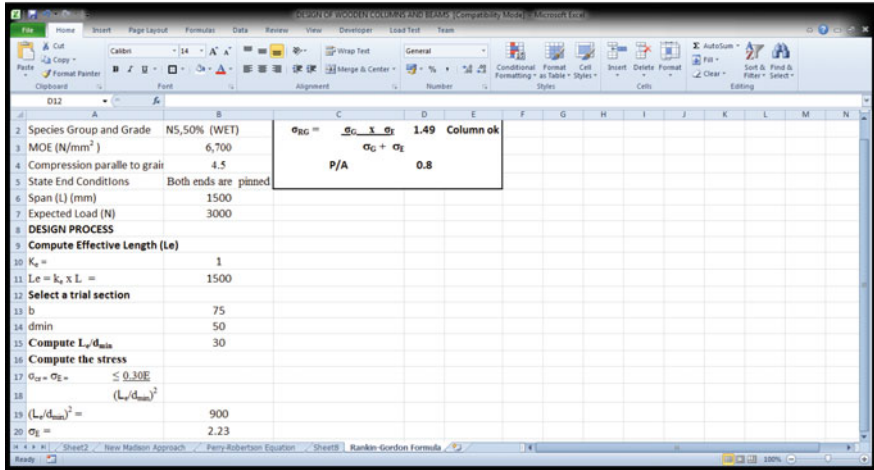 DESIGN OF WOODEN COLUMNS AND BEAMS [Compatibility Mode] - Microsoft Excel
File Home Insert Page Layout Formulas Data Review View Developer Load Test Team
Cut
Copy
Format Painter
Paste
Calibri 14
Wrap Text
Merge & Center
General
Conditional Formatting Format as Table Cell Styles
Insert Delete Format
AutoSum
Fill
Clear
Sort & Filter Find & Select
Clipboard Font Alignment Number Styles Cells Editing
D12 fx
A B C D E F G H I J K L M N
2 Species Group and Grade N5,50% (WET) σRG = σG x σE 1.49 Column ok
3 MOE (N/mm²) 6,700 σG + σE
4 Compression paralle to grain 4.5 P/A 0.8
5 State End Conditions Both ends are pinned
6 Span (L) (mm) 1500
7 Expected Load (N) 3000
8 DESIGN PROCESS
9 Compute Effective Length (Le)
10 Ke = 1
11 Le = ke x L = 1500
12 Select a trial section
13 b 75
14 dmin 50
15 Compute Le/dmin 30
16 Compute the stress
17 σcr = σE = ≤ 0.30E
18 (Le/dmin)²
19 (Le/dmin)² = 900
20 σE = 2.23
Sheet2 New Madison Approach Perry-Robertson Equation Sheet8 Rankin-Gordon Formula
Ready 100%